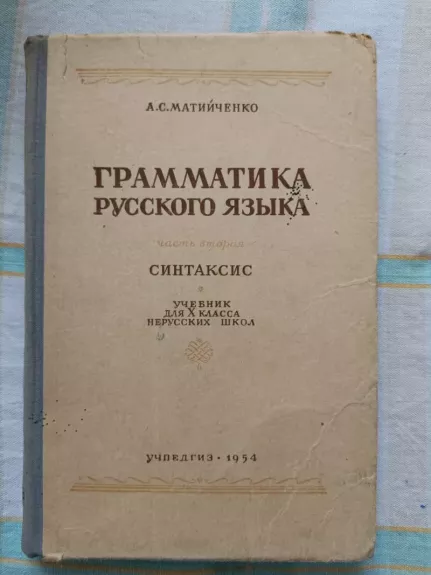 А.С.МАТИЙЧЕНКО
ГРАММАТИКА
РУССКОГО ЯЗЫКА
часть вторая
СИНТАКСИС
УЧЕБНИК
ДЛЯ X КЛАССА
НЕРУССКИХ ШКОЛ
УЧПЕДГИЗ • 1954